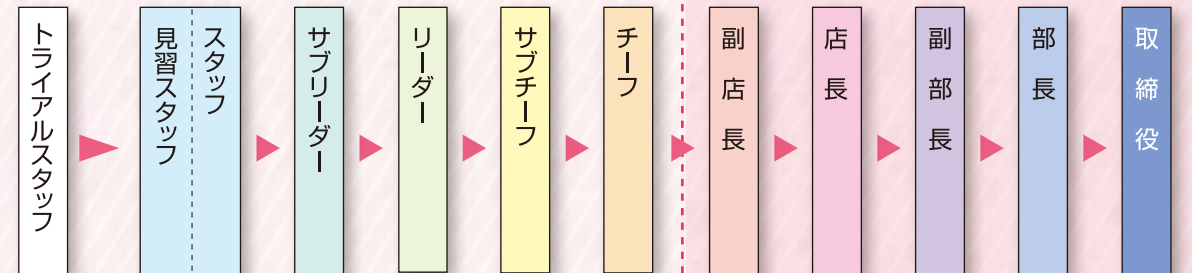 トライアルスタッフ
見習スタッフ
スタッフ
サブリーダー
リーダー
サブチーフ
チーフ
副店長
店長
副部長
部長
取締役